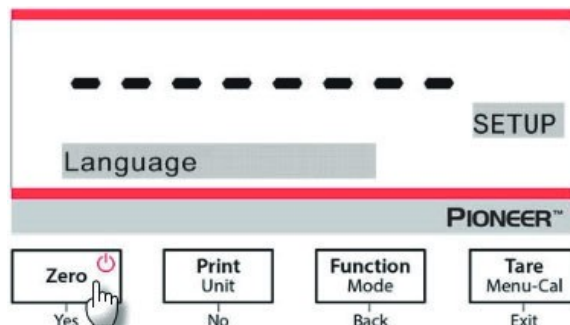 SETUP
Language
PIONEER™
Zero
Print
Unit
Function
Mode
Tare
Menu-Cal
Yes
No
Back
Exit